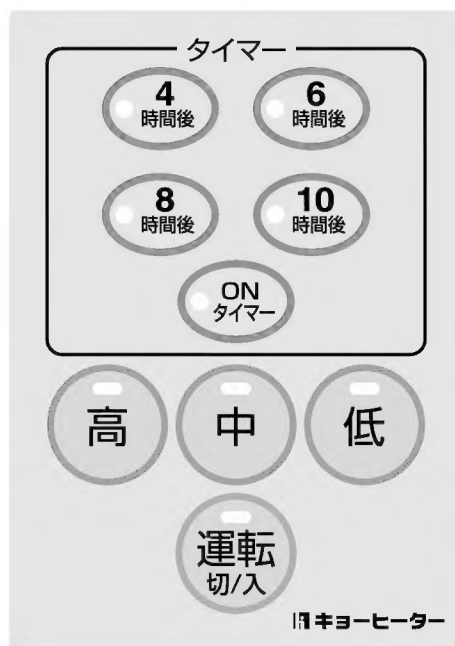 タイマー
4 6
時間後 時間後
8 10
時間後 時間後
ON
タイマー
高 中 低
運転
切/入
キョーヒーター